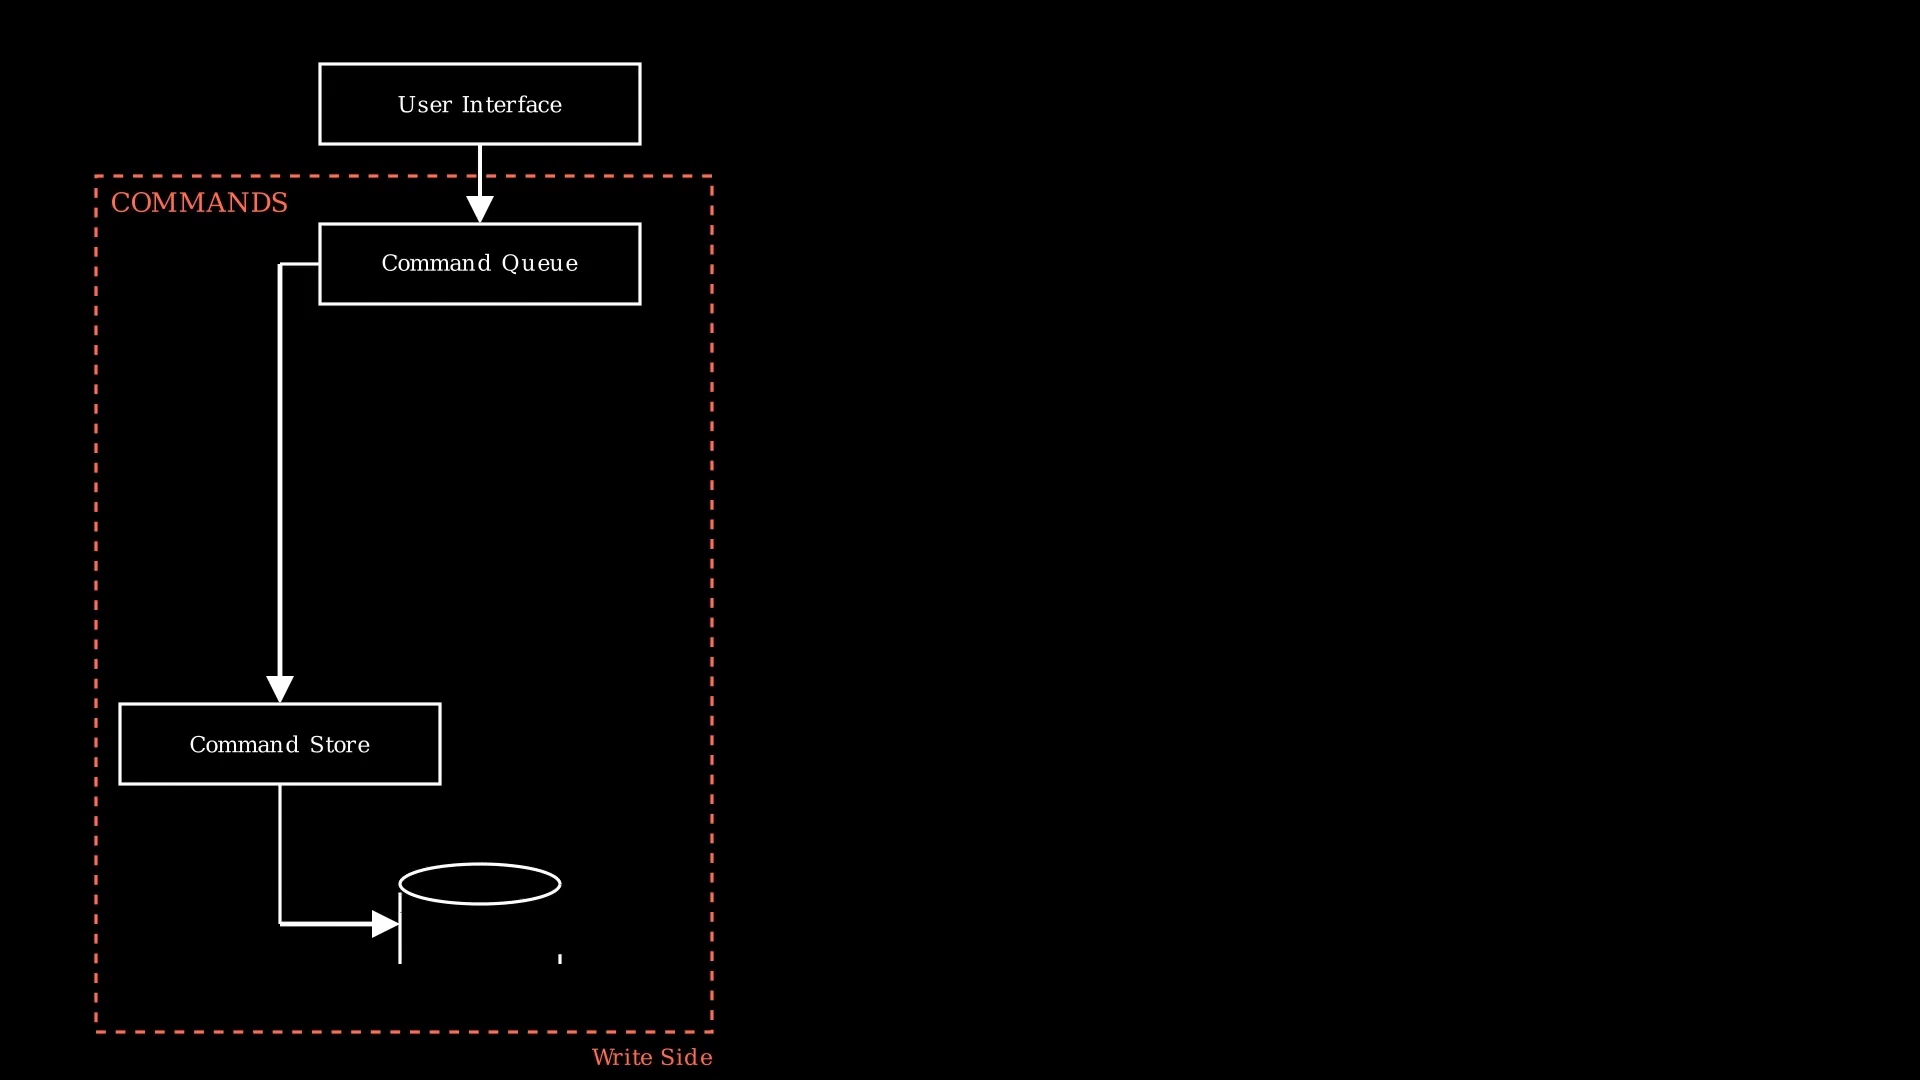 User Interface
COMMANDS
Command Queue
Command Store
Write Side